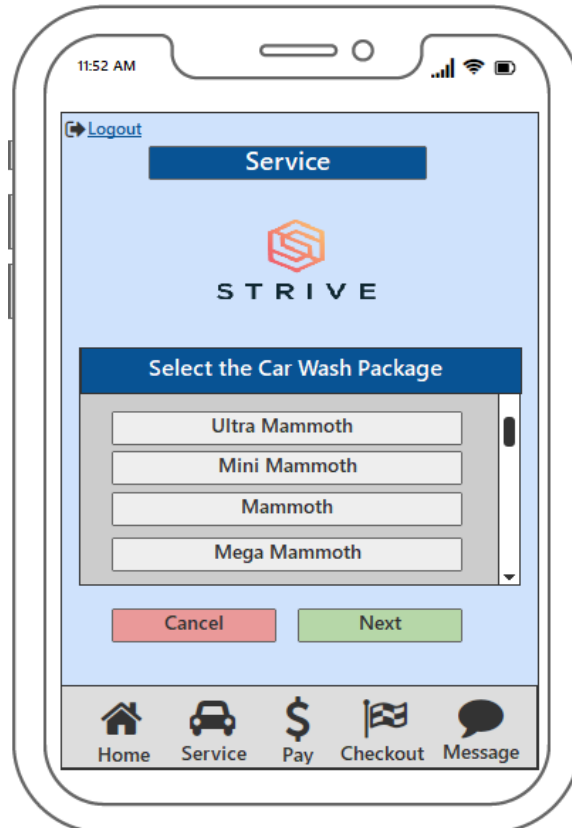 11:52 AM
Logout
Service
STRIVE
Select the Car Wash Package
Ultra Mammoth
Mini Mammoth
Mammoth
Mega Mammoth
Cancel Next
Home Service Pay Checkout Message